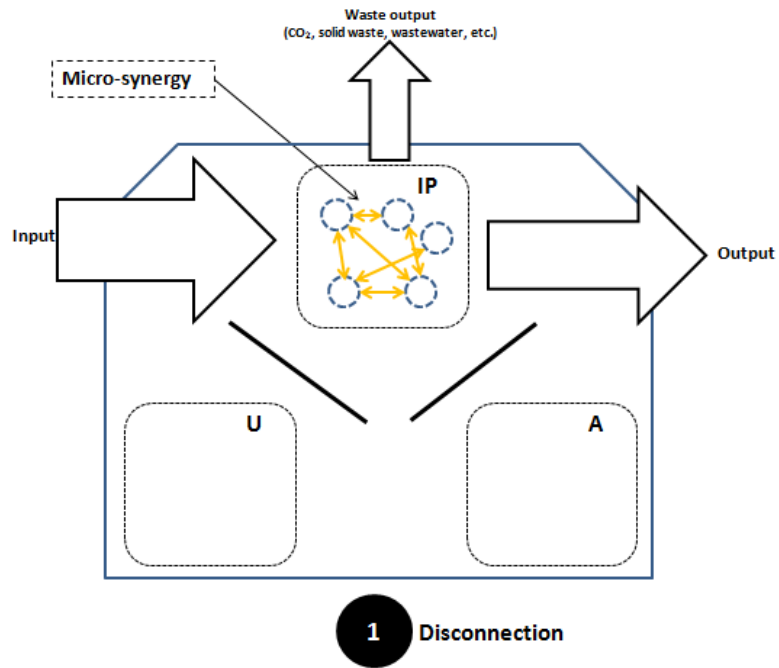 Waste output
(CO₂, solid waste, wastewater, etc.)
Micro-synergy
IP
Input
Output
U
A
1
Disconnection